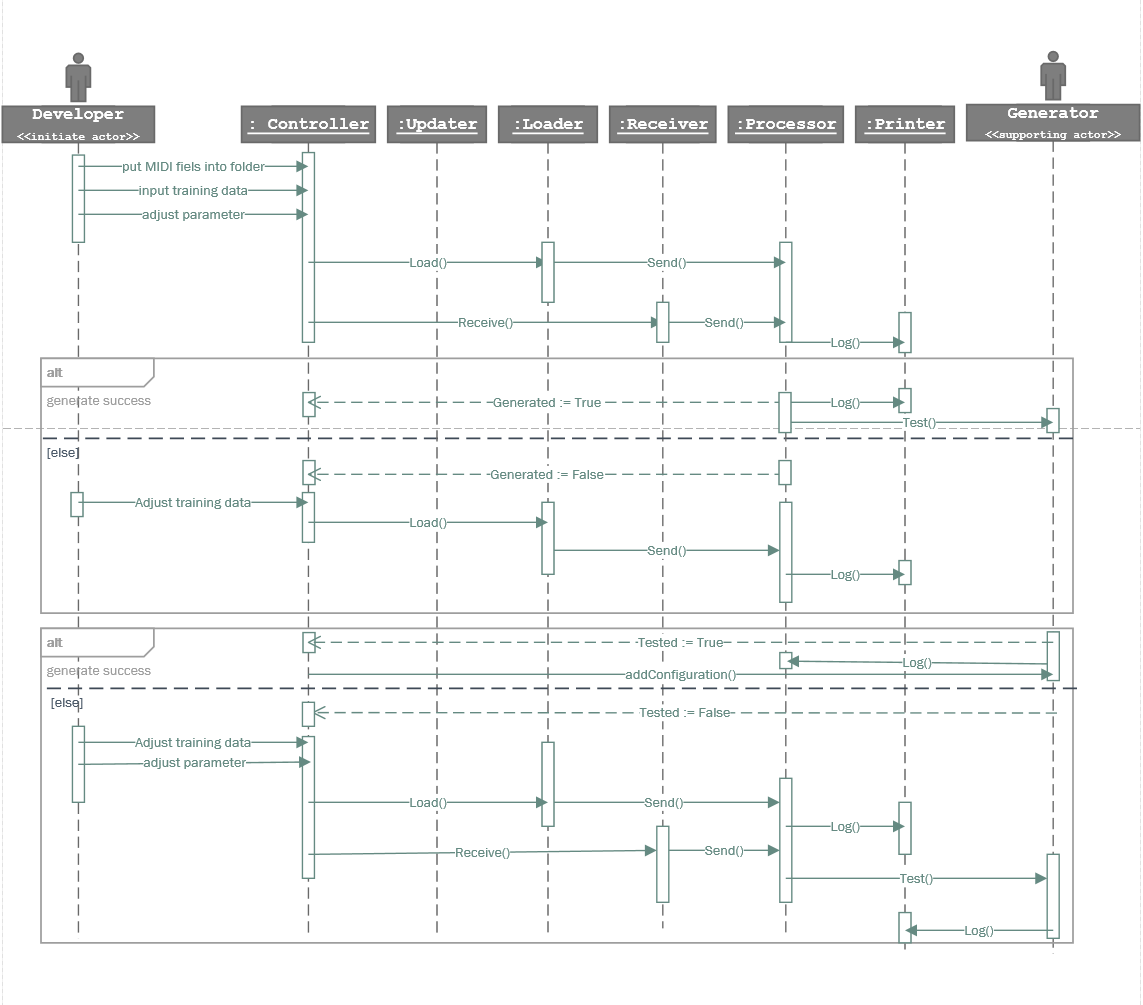 Developer
<<initiate actor>>
: Controller
:Updater
:Loader
:Receiver
:Processor
:Printer
Generator
<<supporting actor>>
put MIDI fiels into folder
input training data
adjust parameter
Load()
Send()
Receive()
Send()
Log()
alt
generate success
Generated := True
Log()
Test()
[else]
Generated := False
Adjust training data
Load()
Send()
Log()
alt
Tested := True
Log()
generate success
addConfiguration()
[else]
Tested := False
Adjust training data
adjust parameter
Load()
Send()
Log()
Receive()
Send()
Test()
Log()